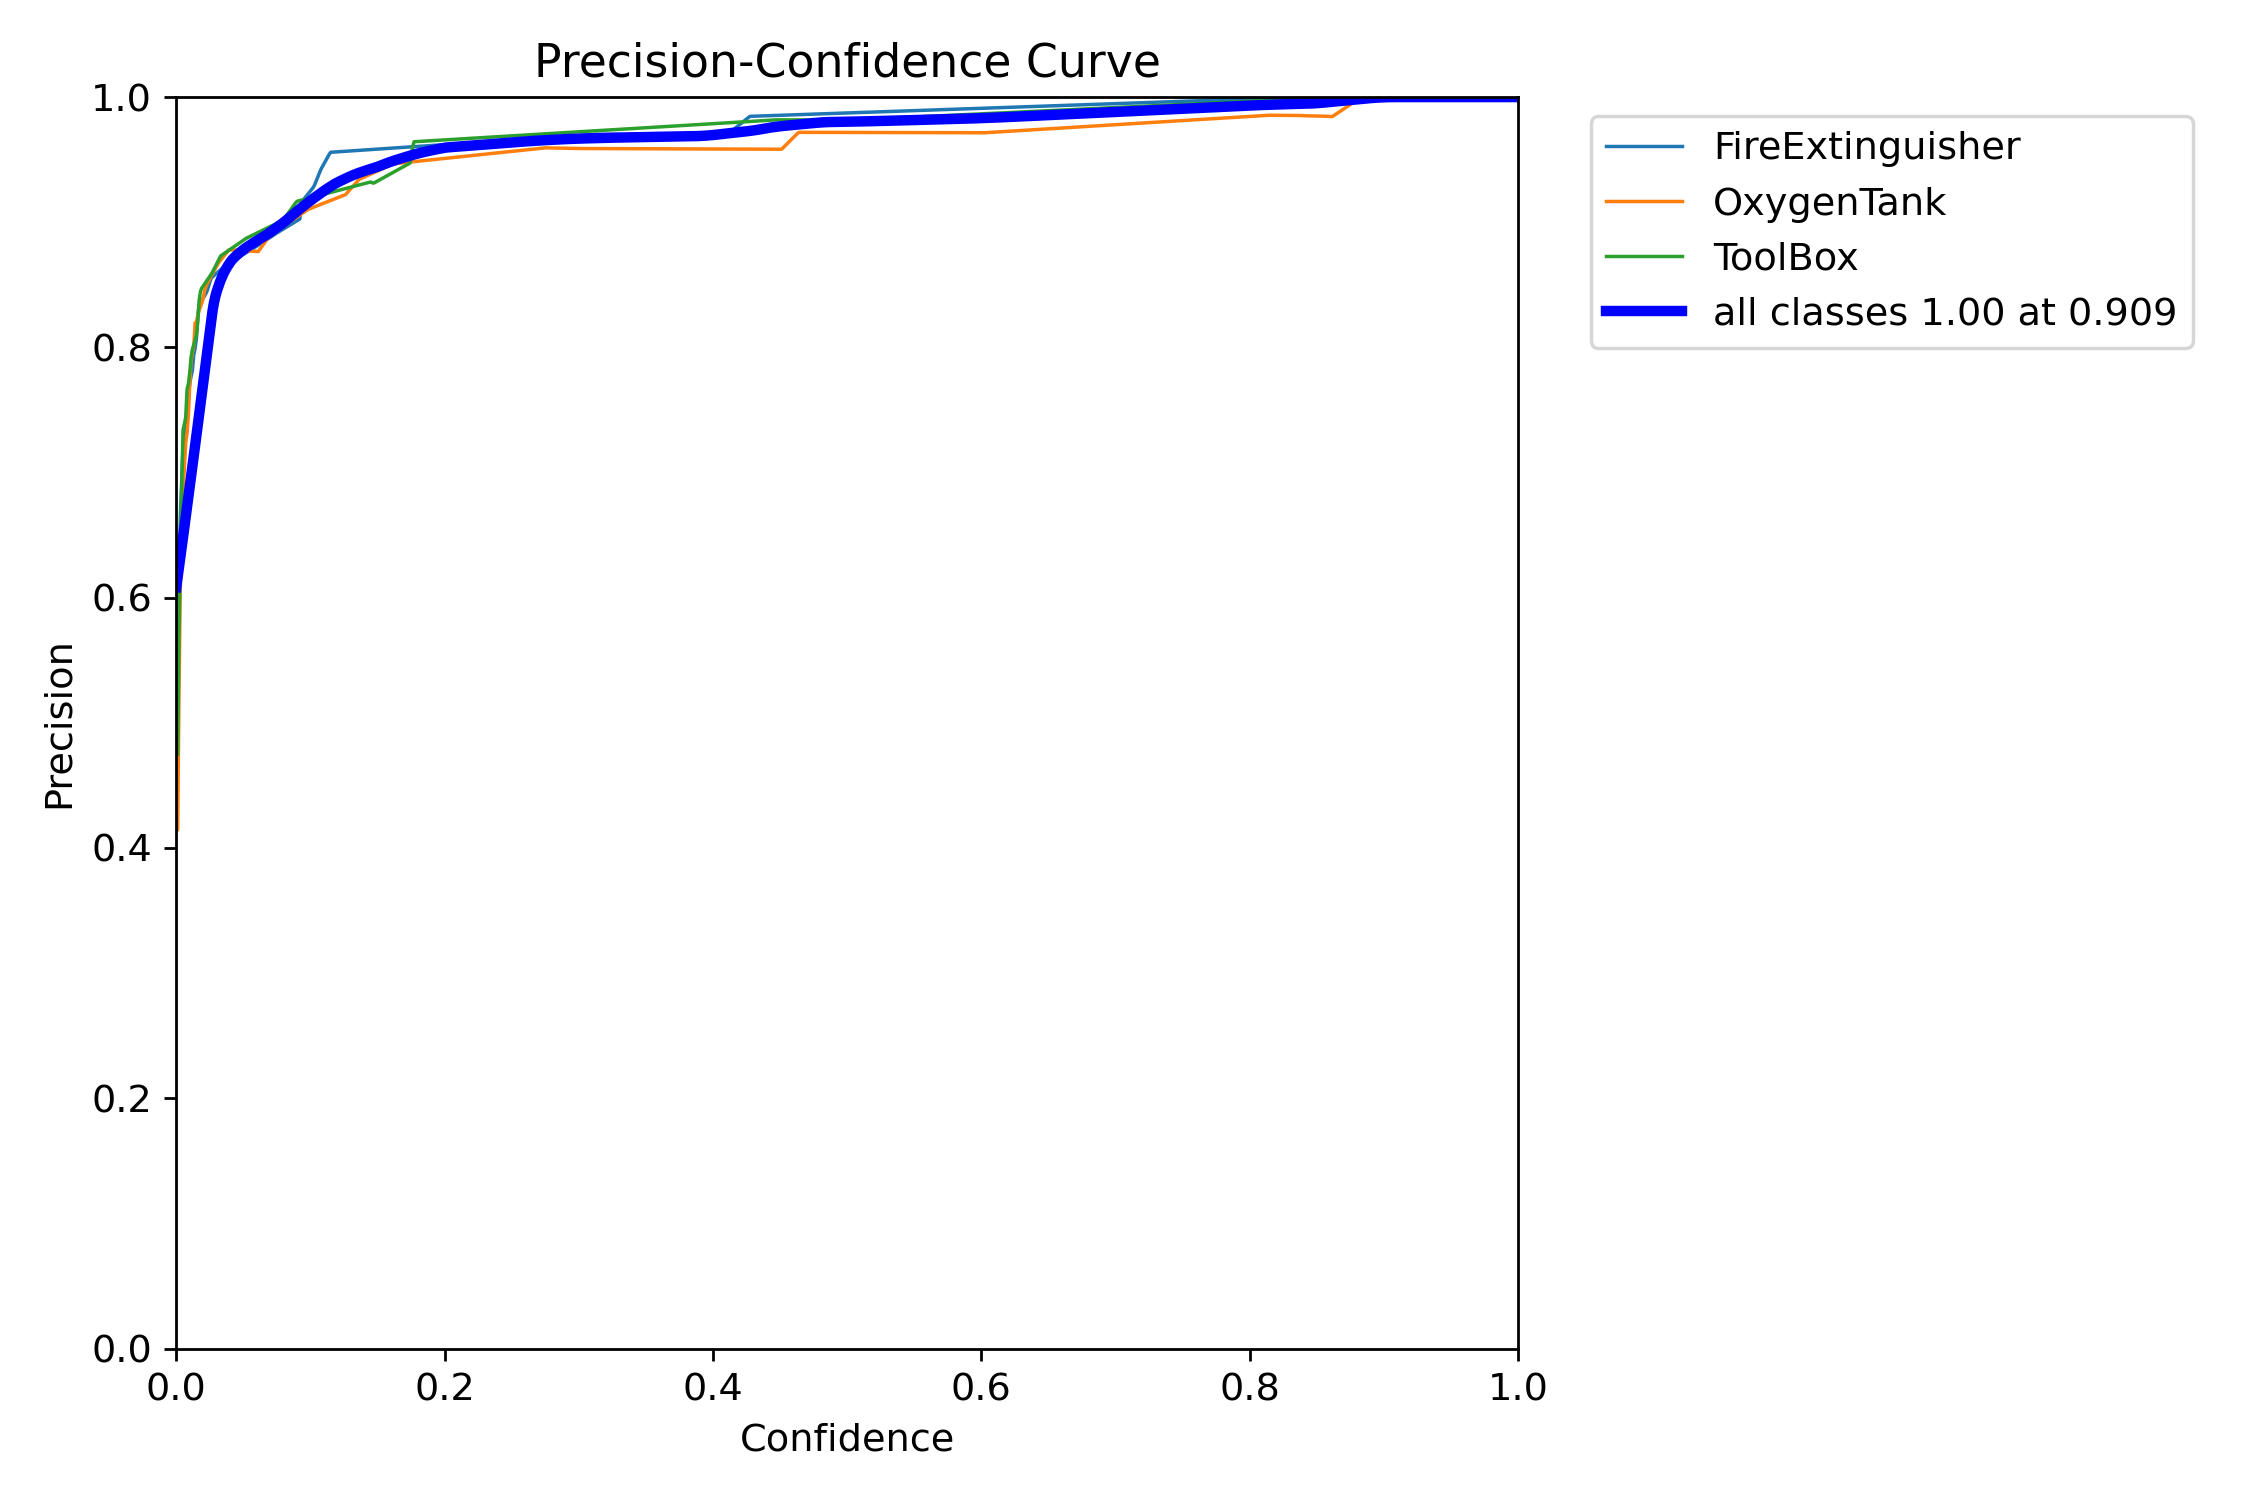 Precision-Confidence Curve
1.0
0.8
0.6
0.4
0.2
0.0
Precision
0.0 0.2 0.4 0.6 0.8 1.0
Confidence
FireExtinguisher
OxygenTank
ToolBox
all classes 1.00 at 0.909